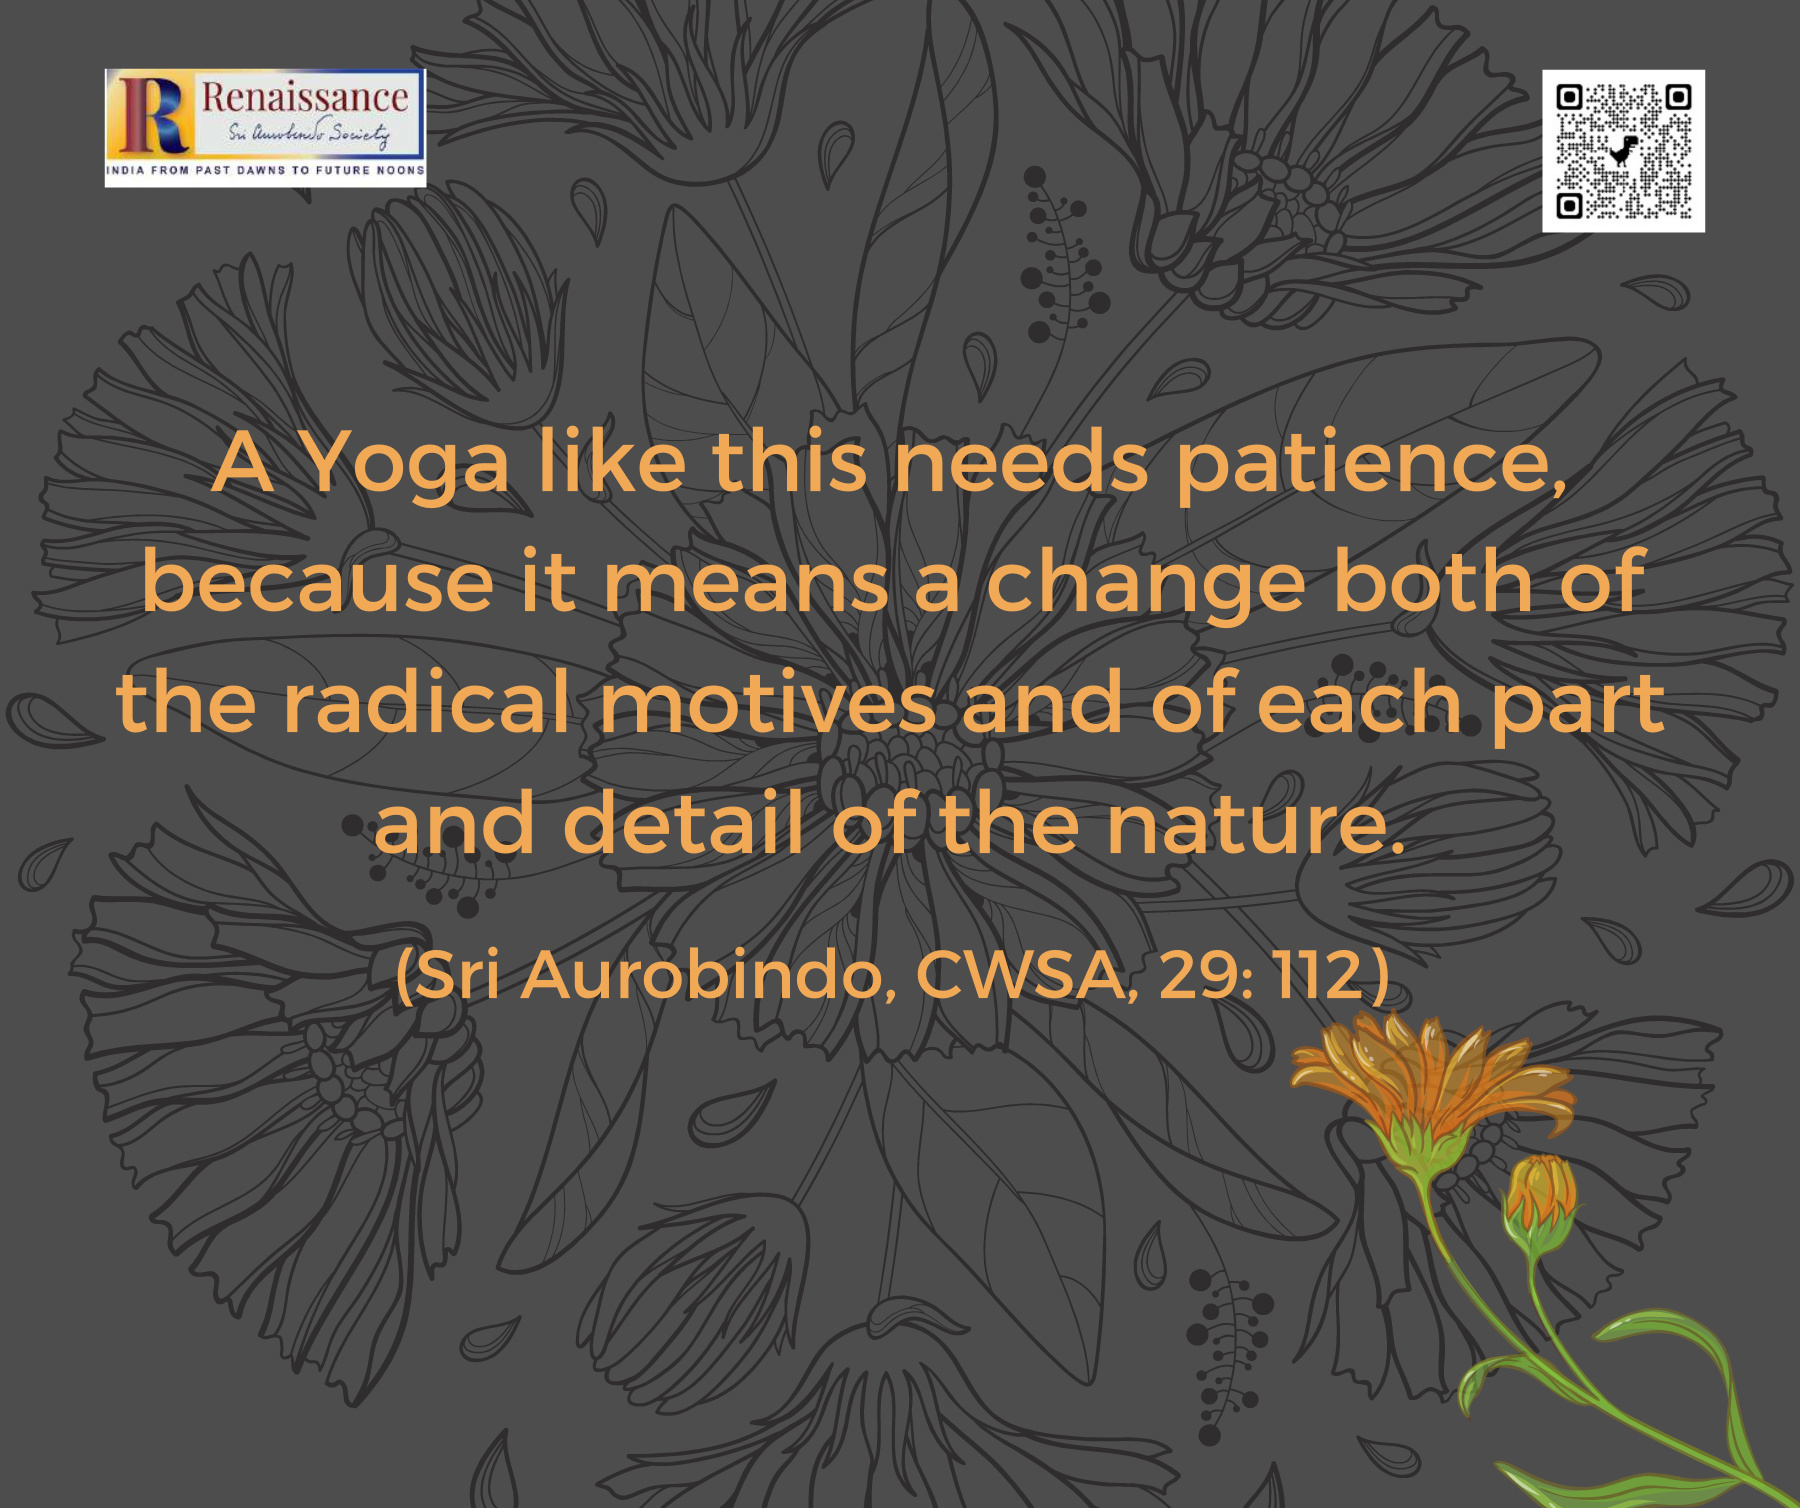 R Renaissance
Sri Aurobindo Society
INDIA FROM PAST DAWNS TO FUTURE NOONS
A Yoga like this needs patience,
because it means a change both of
the radical motives and of each part
and detail of the nature.
(Sri Aurobindo, CWSA, 29: 112)